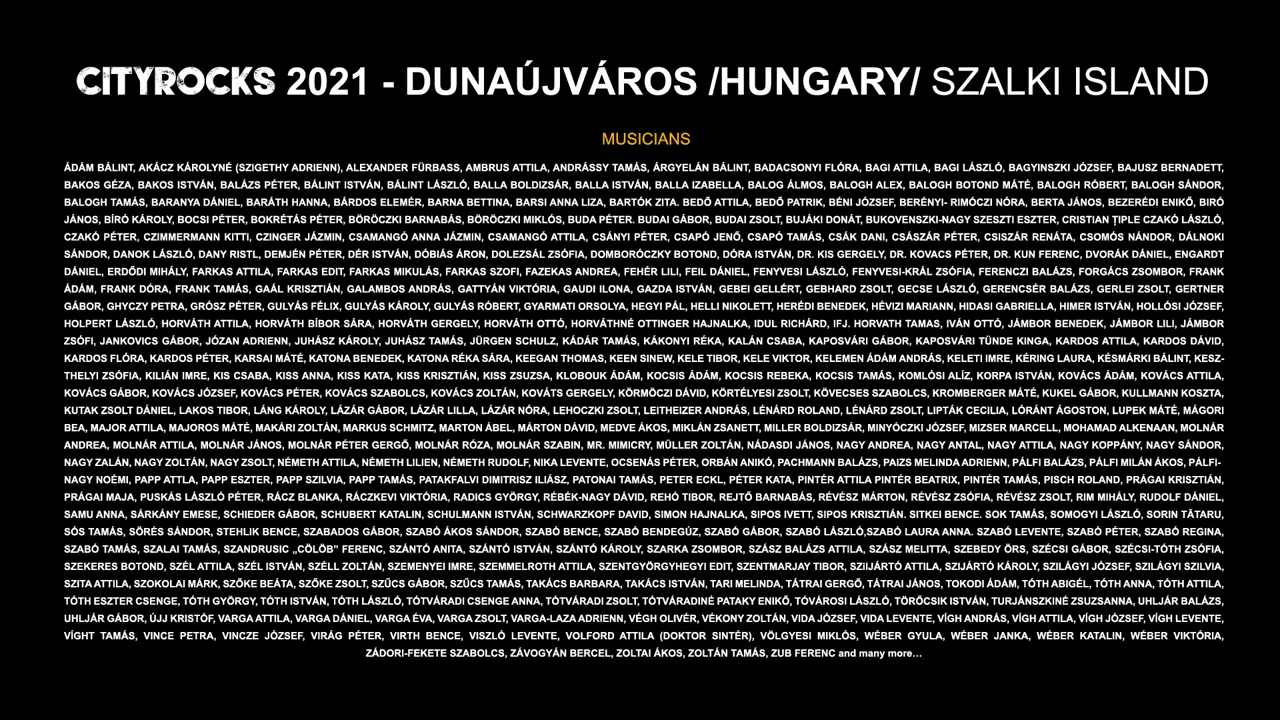 CITYROCKS 2021 - DUNAÚJVÁROS /HUNGARY/ SZALKI ISLAND
MUSICIANS
ÁDÁM BÁLINT, AKÁCZ KÁROLYNÉ (SZIGETHY ADRIENN), ALEXANDER FÜRBASS, AMBRUS ATTILA, ANDRÁSSY TAMÁS, ÁRGYELÁN BÁLINT, BADACSONYI FLÓRA, BAGI ATTILA, BAGI LÁSZLÓ, BAGYINSZKI JÓZSEF, BAJUSZ BERNADETT,
BAKOS GÉZA, BAKOS ISTVÁN, BALÁZS PÉTER, BÁLINT ISTVÁN, BÁLINT LÁSZLÓ, BALLA BOLDIZSÁR, BALLA ISTVÁN, BALLA IZABELLA, BALOG ÁLMOS, BALOGH ALEX, BALOGH BOTOND MÁTÉ, BALOGH RÓBERT, BALOGH SÁNDOR,
BALOGH TAMÁS, BARANYA DÁNIEL, BARÁTH HANNA, BÁRDOS ELEMÉR, BARNA BETTINA, BARSI ANNA LIZA, BARTÓK ZITA. BEDŐ ATTILA, BEDŐ PATRIK, BÉNI JÓZSEF, BERÉNYI- RIMÓCZI NÓRA, BERTA JÁNOS, BEZERÉDI ENIKŐ, BIRÓ
JÁNOS, BÍRÓ KÁROLY, BOCSI PÉTER, BOKRÉTÁS PÉTER, BÖRÖCZKI BARNABÁS, BÖRÖCZKI MIKLÓS, BUDA PÉTER. BUDAI GÁBOR, BUDAI ZSOLT, BUJÁKI DONÁT, BUKOVENSZKI-NAGY SZESZTI ESZTER, CRISTIAN ȚIPLE CZAKÓ LÁSZLÓ,
CZAKÓ PÉTER, CZIMMERMANN KITTI, CZINGER JÁZMIN, CSAMANGÓ ANNA JÁZMIN, CSAMANGÓ ATTILA, CSÁNYI PÉTER, CSAPÓ JENŐ, CSAPÓ TAMÁS, CSÁK DANI, CSÁSZÁR PÉTER, CSISZÁR RENÁTA, CSOMÓS NÁNDOR, DÁLNOKI
SÁNDOR, DANOK LÁSZLÓ, DANY RISTL, DEMJÉN PÉTER, DÉR ISTVÁN, DÓBIÁS ÁRON, DOLEZSÁL ZSÓFIA, DOMBORÓCZKY BOTOND, DÓRA ISTVÁN, DR. KIS GERGELY, DR. KOVACS PÉTER, DR. KUN FERENC, DVORÁK DÁNIEL, ENGARDT
DÁNIEL, ERDŐDI MIHÁLY, FARKAS ATTILA, FARKAS EDIT, FARKAS MIKULÁS, FARKAS SZOFI, FAZEKAS ANDREA, FEHÉR LILI, FEIL DÁNIEL, FENYVESI LÁSZLÓ, FENYVESI-KRÁL ZSÓFIA, FERENCZI BALÁZS, FORGÁCS ZSOMBOR, FRANK
ÁDÁM, FRANK DÓRA, FRANK TAMÁS, GAÁL KRISZTIÁN, GALAMBOS ANDRÁS, GATTYÁN VIKTÓRIA, GAUDI ILONA, GAZDA ISTVÁN, GEBEI GELLÉRT, GEBHARD ZSOLT, GECSE LÁSZLÓ, GERENCSÉR BALÁZS, GERLEI ZSOLT, GERTNER
GÁBOR, GHYCZY PETRA, GRÓSZ PÉTER, GULYÁS FÉLIX, GULYÁS KÁROLY, GULYÁS RÓBERT, GYARMATI ORSOLYA, HEGYI PÁL, HELLI NIKOLETT, HERÉDI BENEDEK, HÉVIZI MARIANN, HIDASI GABRIELLA, HIMER ISTVÁN, HOLLÓSI JÓZSEF,
HOLPERT LÁSZLÓ, HORVÁTH ATTILA, HORVÁTH BÍBOR SÁRA, HORVÁTH GERGELY, HORVÁTH OTTÓ, HORVÁTHNÉ OTTINGER HAJNALKA, IDUL RICHÁRD, IFJ. HORVATH TAMAS, IVÁN OTTÓ, JÁMBOR BENEDEK, JÁMBOR LILI, JÁMBOR
ZSÓFI, JANKOVICS GÁBOR, JÓZAN ADRIENN, JUHÁSZ KÁROLY, JUHÁSZ TAMÁS, JÜRGEN SCHULZ, KÁDÁR TAMÁS, KÁKONYI RÉKA, KALÁN CSABA, KAPOSVÁRI GÁBOR, KAPOSVÁRI TÜNDE KINGA, KARDOS ATTILA, KARDOS DÁVID,
KARDOS FLÓRA, KARDOS PÉTER, KARSAI MÁTÉ, KATONA BENEDEK, KATONA RÉKA SÁRA, KEEGAN THOMAS, KEEN SINEW, KELE TIBOR, KELE VIKTOR, KELEMEN ÁDÁM ANDRÁS, KELETI IMRE, KÉRING LAURA, KÉSMÁRKI BÁLINT, KESZ-
THELYI ZSÓFIA, KILIÁN IMRE, KIS CSABA, KISS ANNA, KISS KATA, KISS KRISZTIÁN, KISS ZSUZSA, KLOBOUK ÁDÁM, KOCSIS ÁDÁM, KOCSIS REBEKA, KOCSIS TAMÁS, KOMLÓSI ALÍZ, KORPA ISTVÁN, KOVÁCS ÁDÁM, KOVÁCS ATTILA,
KOVÁCS GÁBOR, KOVÁCS JÓZSEF, KOVÁCS PÉTER, KOVÁCS SZABOLCS, KOVÁCS ZOLTÁN, KOVÁTS GERGELY, KÖRMÖCZI DÁVID, KÖRTÉLYESI ZSOLT, KÖVECSES SZABOLCS, KROMBERGER MÁTÉ, KUKEL GÁBOR, KULLMANN KOSZTA,
KUTAK ZSOLT DÁNIEL, LAKOS TIBOR, LÁNG KÁROLY, LÁZÁR GÁBOR, LÁZÁR LILLA, LÁZÁR NÓRA, LEHOCZKI ZSOLT, LEITHEIZER ANDRÁS, LÉNÁRD ROLAND, LÉNÁRD ZSOLT, LIPTÁK CECILIA, LÓRÁNT ÁGOSTON, LUPEK MÁTÉ, MÁGORI
BEA, MAJOR ATTILA, MAJOROS MÁTÉ, MAKÁRI ZOLTÁN, MARKUS SCHMITZ, MARTON ÁBEL, MÁRTON DÁVID, MEDVE ÁKOS, MIKLÁN ZSANETT, MILLER BOLDIZSÁR, MINYÓCZKI JÓZSEF, MIZSER MARCELL, MOHAMAD ALKENAAN, MOLNÁR
ANDREA, MOLNÁR ATTILA, MOLNÁR JÁNOS, MOLNÁR PÉTER GERGŐ, MOLNÁR RÓZA, MOLNÁR SZABIN, MR. MIMICRY, MÜLLER ZOLTÁN, NÁDASDI JÁNOS, NAGY ANDREA, NAGY ANTAL, NAGY ATTILA, NAGY KOPPÁNY, NAGY SÁNDOR,
NAGY ZALÁN, NAGY ZOLTÁN, NAGY ZSOLT, NÉMETH ATTILA, NÉMETH LILIEN, NÉMETH RUDOLF, NIKA LEVENTE, OCSENÁS PÉTER, ORBÁN ANIKÓ, PACHMANN BALÁZS, PAIZS MELINDA ADRIENN, PÁLFI BALÁZS, PÁLFI MILÁN ÁKOS, PÁLFI-
NAGY NOÉMI, PAPP ATTLA, PAPP ESZTER, PAPP SZILVIA, PAPP TAMÁS, PATAKFALVI DIMITRISZ ILIÁSZ, PATONAI TAMÁS, PETER ECKL, PÉTER KATA, PINTÉR ATTILA PINTÉR BEATRIX, PINTÉR TAMÁS, PISCH ROLAND, PRÁGAI KRISZTIÁN,
PRÁGAI MAJA, PUSKÁS LÁSZLÓ PÉTER, RÁCZ BLANKA, RÁCZKEVI VIKTÓRIA, RADICS GYÖRGY, RÉBÉK-NAGY DÁVID, REHÓ TIBOR, REJTŐ BARNABÁS, RÉVÉSZ MÁRTON, RÉVÉSZ ZSÓFIA, RÉVÉSZ ZSOLT, RIM MIHÁLY, RUDOLF DÁNIEL,
SAMU ANNA, SÁRKÁNY EMESE, SCHIEDER GÁBOR, SCHUBERT KATALIN, SCHULMANN ISTVÁN, SCHWARZKOPF DAVID, SIMON HAJNALKA, SIPOS IVETT, SIPOS KRISZTIÁN. SITKEI BENCE. SOK TAMÁS, SOMOGYI LÁSZLÓ, SORIN TĂTARU,
SÓS TAMÁS, SÖRÉS SÁNDOR, STEHLIK BENCE, SZABADOS GÁBOR, SZABÓ ÁKOS SÁNDOR, SZABÓ BENCE, SZABÓ BENDEGÚZ, SZABÓ GÁBOR, SZABÓ LÁSZLÓ,SZABÓ LAURA ANNA. SZABÓ LEVENTE, SZABÓ PÉTER, SZABÓ REGINA,
SZABÓ TAMÁS, SZALAI TAMÁS, SZANDRUSIC „CÖLÖB" FERENC, SZÁNTÓ ANITA, SZÁNTÓ ISTVÁN, SZÁNTÓ KÁROLY, SZARKA ZSOMBOR, SZÁSZ BALÁZS ATTILA, SZÁSZ MELITTA, SZEBEDY ÖRS, SZÉCSI GÁBOR, SZÉCSI-TÓTH ZSÓFIA,
SZEKERES BOTOND, SZÉL ATTILA, SZÉL ISTVÁN, SZÉLL ZOLTÁN, SZEMENYEI IMRE, SZEMMELROTH ATTILA, SZENTGYÖRGYHEGYI EDIT, SZENTMARJAY TIBOR, SZIJÁRTÓ ATTILA, SZIJÁRTÓ KÁROLY, SZILÁGYI JÓZSEF, SZILÁGYI SZILVIA,
SZITA ATTILA, SZOKOLAI MÁRK, SZŐKE BEÁTA, SZŐKE ZSOLT, SZŰCS GÁBOR, SZŰCS TAMÁS, TAKÁCS BARBARA, TAKÁCS ISTVÁN, TARI MELINDA, TÁTRAI GERGŐ, TÁTRAI JÁNOS, TOKODI ÁDÁM, TÓTH ABIGÉL, TÓTH ANNA, TÓTH ATTILA,
TÓTH ESZTER CSENGE, TÓTH GYÖRGY, TÓTH ISTVÁN, TÓTH LÁSZLÓ, TÓTVÁRADI CSENGE ANNA, TÓTVÁRADI ZSOLT, TÓTVÁRADINÉ PATAKY ENIKŐ, TÓVÁROSI LÁSZLÓ, TÖRŐCSIK ISTVÁN, TURJÁNSZKINÉ ZSUZSANNA, UHLJÁR BALÁZS,
UHLJÁR GÁBOR, ÚJJ KRISTÓF, VARGA ATTILA, VARGA DÁNIEL, VARGA ÉVA, VARGA ZSOLT, VARGA-LAZA ADRIENN, VÉGH OLIVÉR, VÉKONY ZOLTÁN, VIDA JÓZSEF, VIDA LEVENTE, VÍGH ANDRÁS, VÍGH ATTILA, VÍGH JÓZSEF, VÍGH LEVENTE,
VÍGHT TAMÁS, VINCE PETRA, VINCZE JÓZSEF, VIRÁG PÉTER, VIRTH BENCE, VISZLÓ LEVENTE, VOLFORD ATTILA (DOKTOR SINTÉR), VÖLGYESI MIKLÓS, WÉBER GYULA, WÉBER JANKA, WÉBER KATALIN, WÉBER VIKTÓRIA,
ZÁDORI-FEKETE SZABOLCS, ZÁVOGYÁN BERCEL, ZOLTAI ÁKOS, ZOLTÁN TAMÁS, ZUB FERENC and many more...